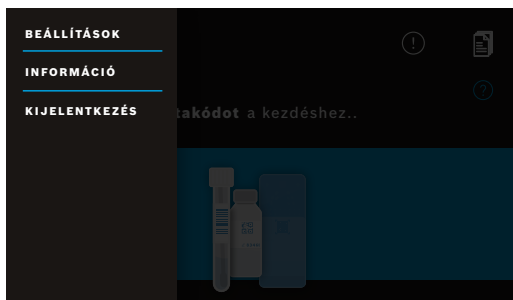 BEÁLLÍTÁSOK
INFORMÁCIÓ
KIJELENTKEZÉS
takódot a kezdéshez..